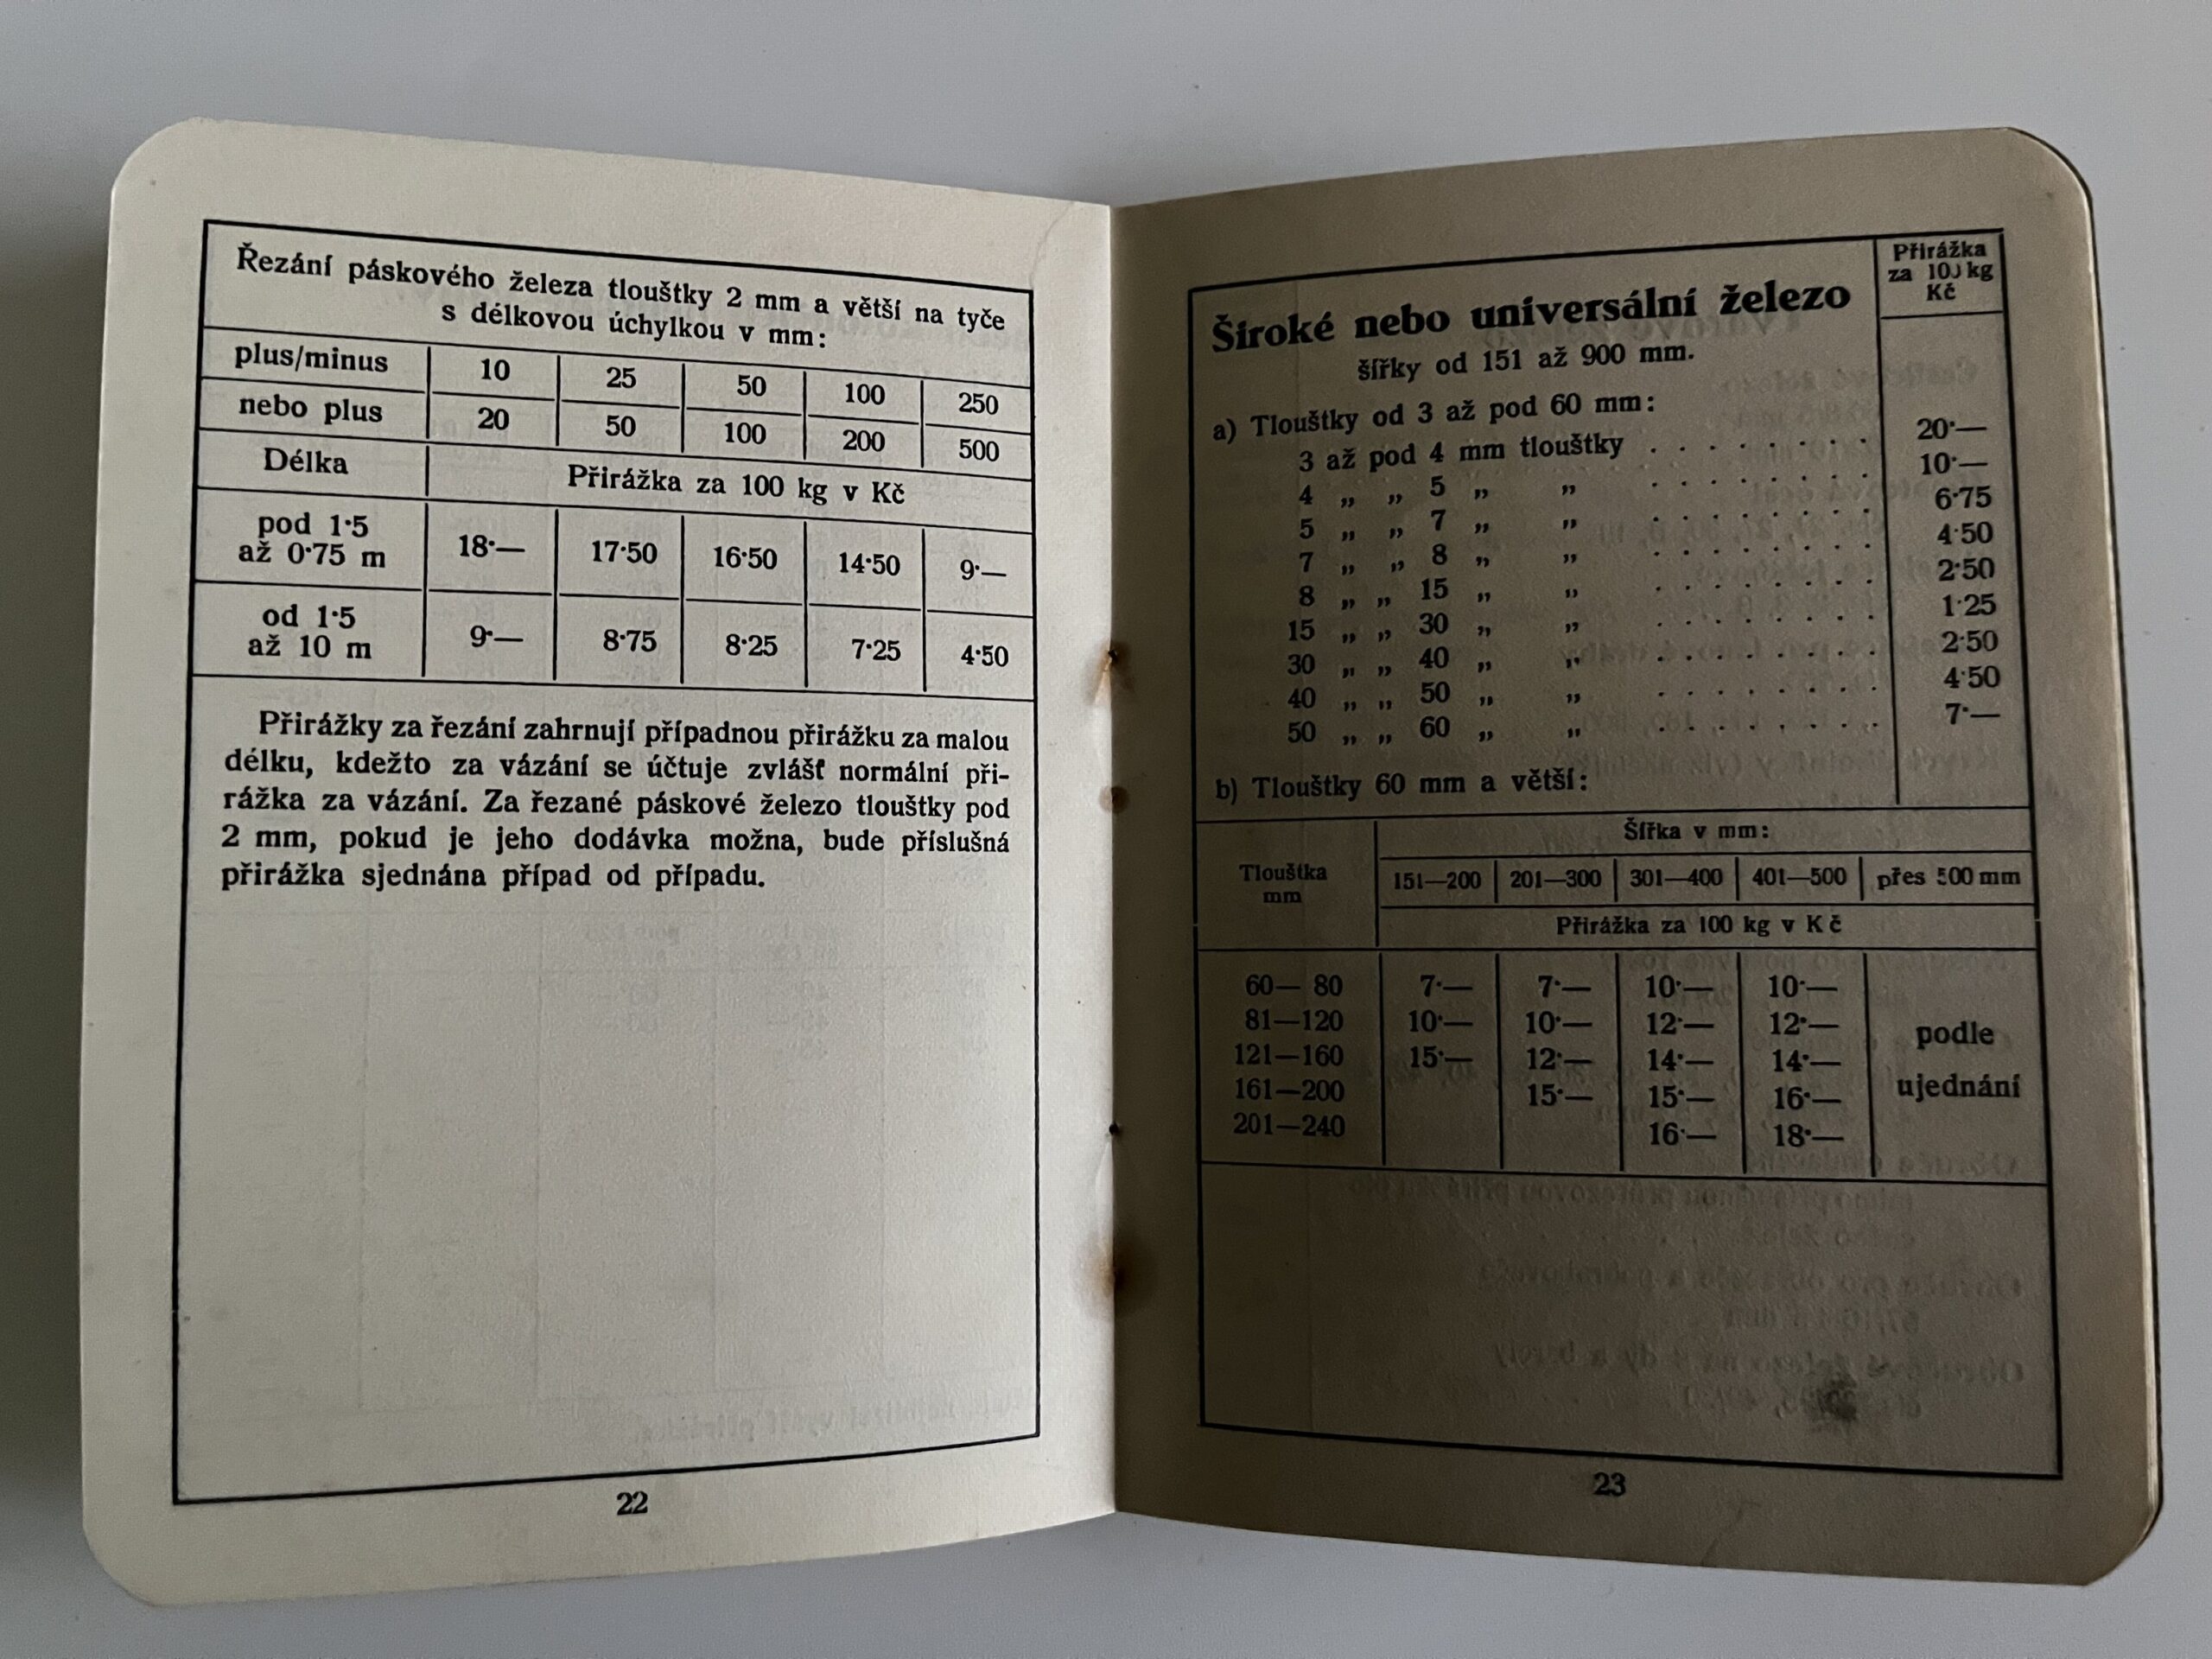 Řezání páskového železa tloušťky 2 mm a větší na tyče
s délkovou úchylkou v mm:
plus/minus 10 25 50 100 250
nebo plus 20 50 100 200 500
Délka Přirážka za 100 kg v Kč
pod 1·5
až 0·75 m 18·— 17·50 16·50 14·50 9·—
od 1·5
až 10 m 9·— 8·75 8·25 7·25 4·50
Přirážky za řezání zahrnují případnou přirážku za malou
délku, kdežto za vázání se účtuje zvlášť normální při-
rážka za vázání. Za řezané páskové železo tloušťky pod
2 mm, pokud je jeho dodávka možna, bude příslušná
přirážka sjednána případ od případu.
22
Přirážka
za 100 kg
Kč
Široké nebo universální železo
šířky od 151 až 900 mm.
a) Tloušťky od 3 až pod 60 mm:
3 až pod 4 mm tloušťky . . . . . . . . 20·—
4 „ „ 5 „ „ . . . . . . . . 10·—
5 „ „ 7 „ „ . . . . . . . . 6·75
7 „ „ 8 „ „ . . . . . . . . 4·50
8 „ „ 15 „ „ . . . . . . . . 2·50
15 „ „ 30 „ „ . . . . . . . . 1·25
30 „ „ 40 „ „ . . . . . . . . 2·50
40 „ „ 50 „ „ . . . . . . . . 4·50
50 „ „ 60 „ „ . . . . . . . . 7·—
b) Tloušťky 60 mm a větší:
Tloušťka
mm
Šířka v mm:
151—200 201—300 301—400 401—500 přes 500 mm
Přirážka za 100 kg v Kč
60— 80 7·— 7·— 10·— 10·—
81—120 10·— 10·— 12·— 12·—
121—160 15·— 12·— 14·— 14·—
161—200 15·— 15·— 16·—
201—240 16·— 18·—
podle
ujednání
23